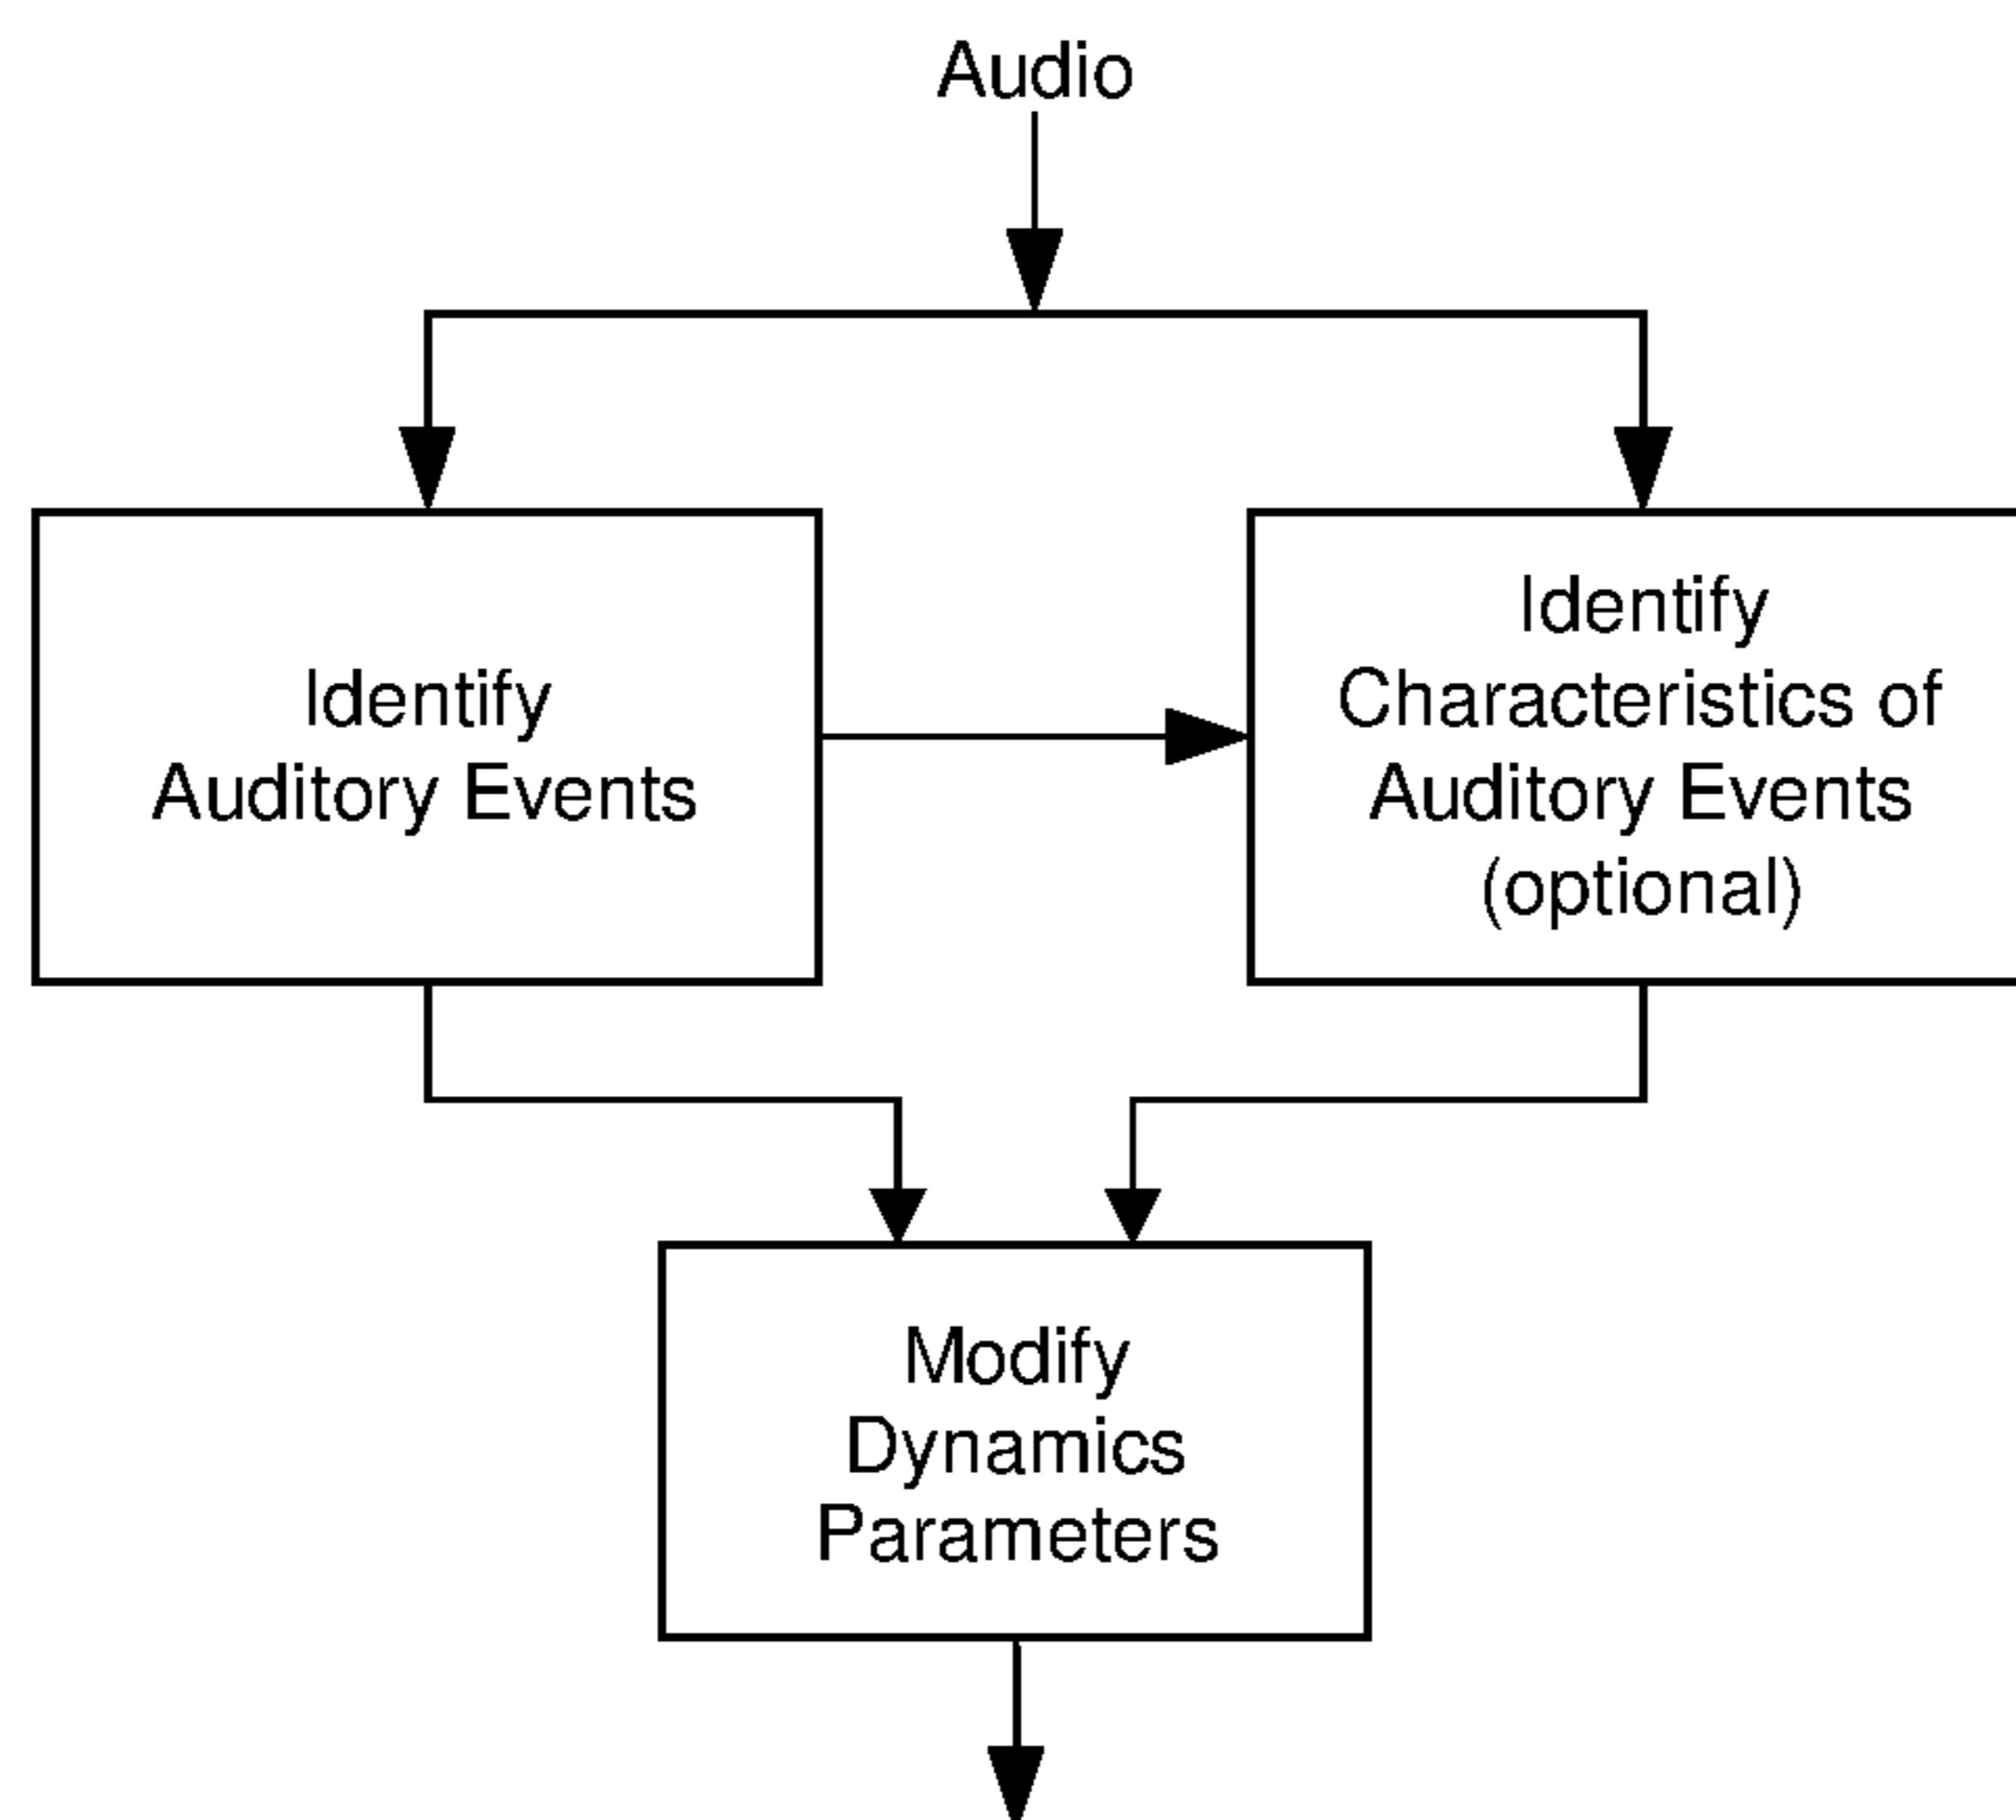 Audio
Identify
Auditory Events
Identify
Characteristics of
Auditory Events
(optional)
Modify
Dynamics
Parameters